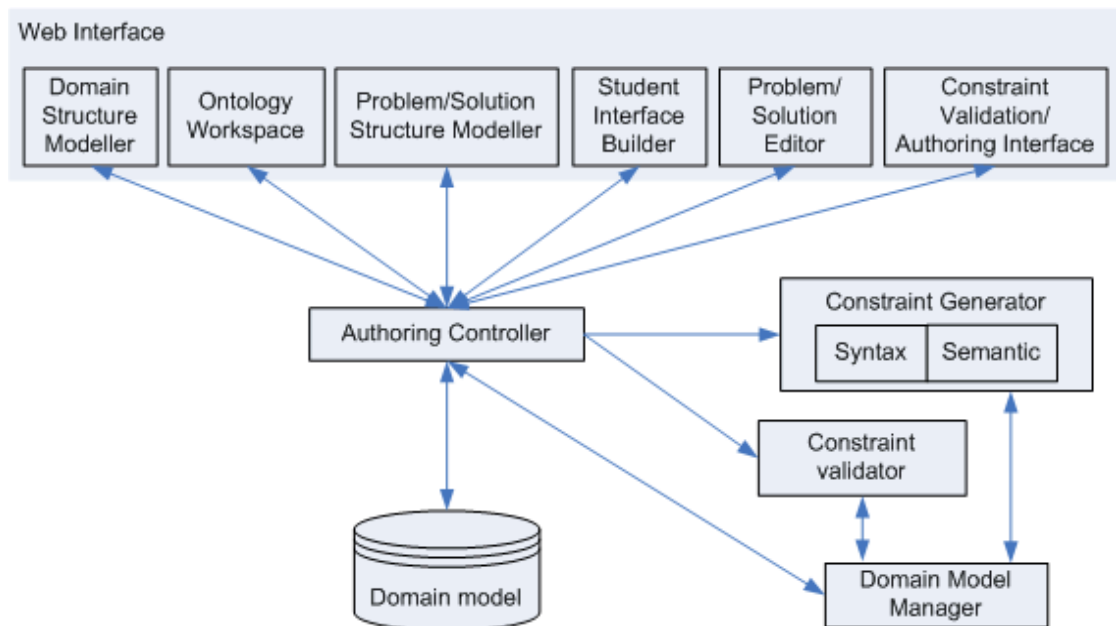 Web Interface
Domain
Structure
Modeller
Ontology
Workspace
Problem/Solution
Structure Modeller
Student
Interface
Builder
Problem/
Solution
Editor
Constraint
Validation/
Authoring Interface
Authoring Controller
Constraint Generator
Syntax
Semantic
Constraint
validator
Domain model
Domain Model
Manager